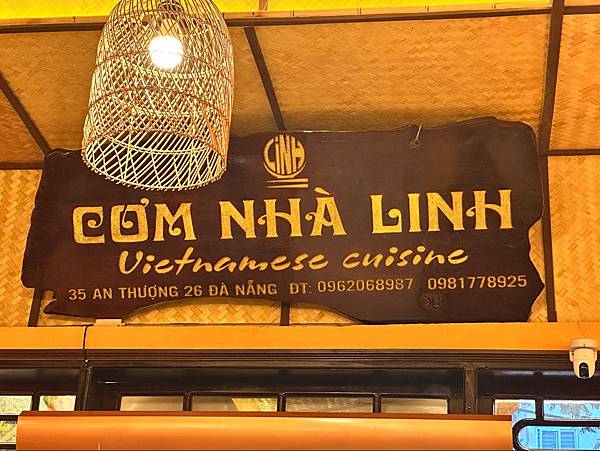 LINH
CƠM NHÀ LINH
Vietnamese cuisine
35 AN THƯỢNG 26 ĐÀ NẴNG ĐT: 0962068987 0981778925